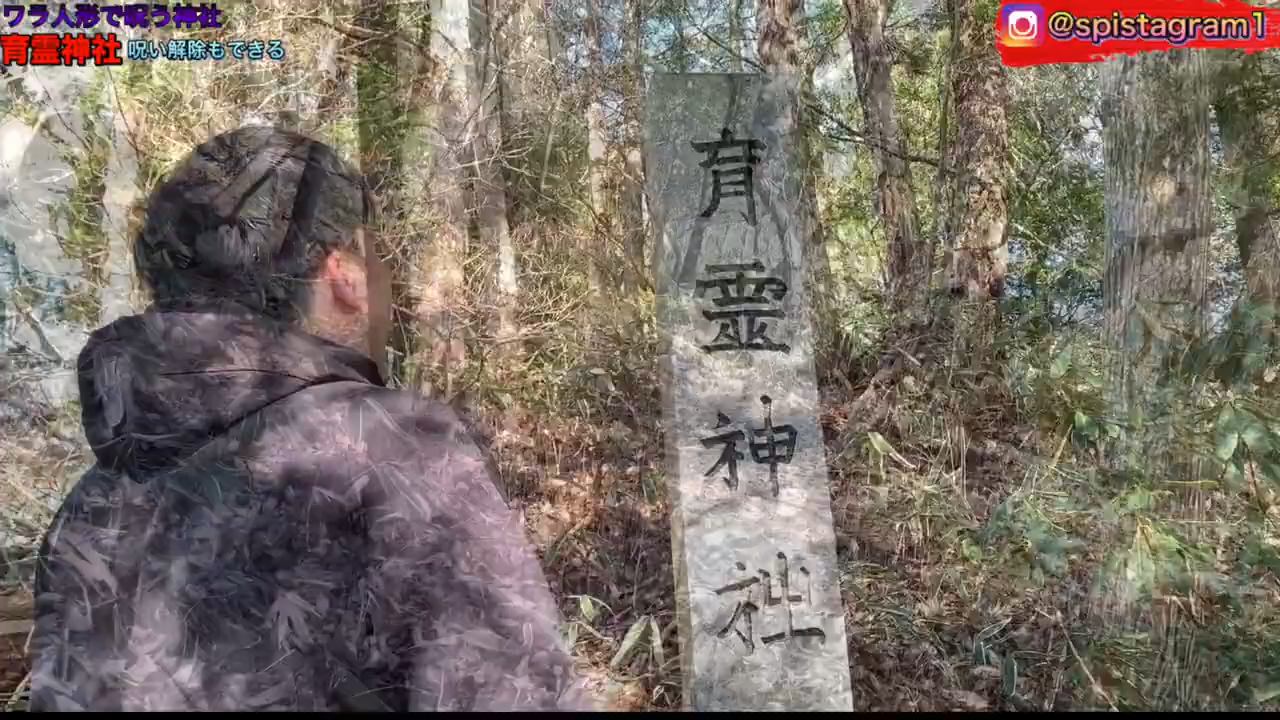 ワラ人形で呪う神社
育霊神社 呪い解除もできる
@spistagram1
育
霊
神
社